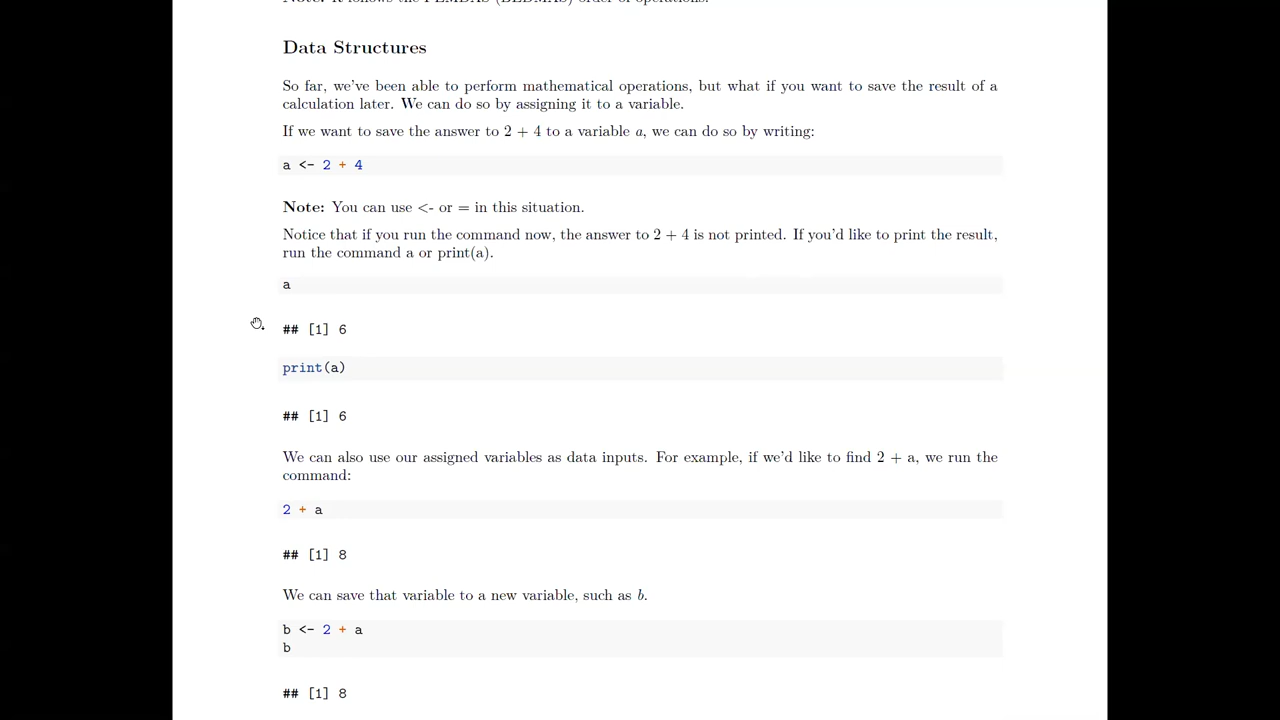 Data Structures
So far, we've been able to perform mathematical operations, but what if you want to save the result of a
calculation later. We can do so by assigning it to a variable.
If we want to save the answer to 2 + 4 to a variable a, we can do so by writing:
a <- 2 + 4
Note: You can use <- or = in this situation.
Notice that if you run the command now, the answer to 2 + 4 is not printed. If you'd like to print the result,
run the command a or print(a).
a
## [1] 6
print(a)
## [1] 6
We can also use our assigned variables as data inputs. For example, if we'd like to find 2 + a, we run the
command:
2 + a
## [1] 8
We can save that variable to a new variable, such as b.
b <- 2 + a
b
## [1] 8